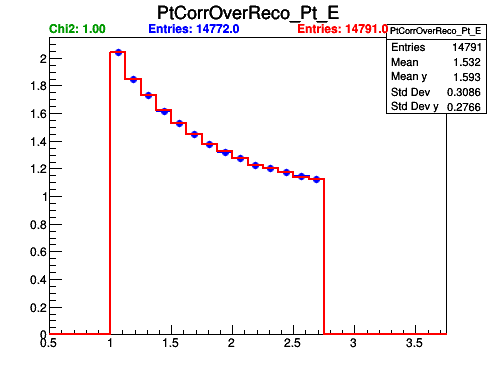 PtCorrOverReco_Pt_E
Chi2: 1.00 Entries: 14772.0 Entries: 14791.0
PtCorrOverReco_Pt_E
Entries 14791
Mean 1.532
Mean y 1.593
Std Dev 0.3086
Std Dev y 0.2766
2
1.8
1.6
1.4
1.2
1
0.8
0.6
0.4
0.2
0
0.5 1 1.5 2 2.5 3 3.5